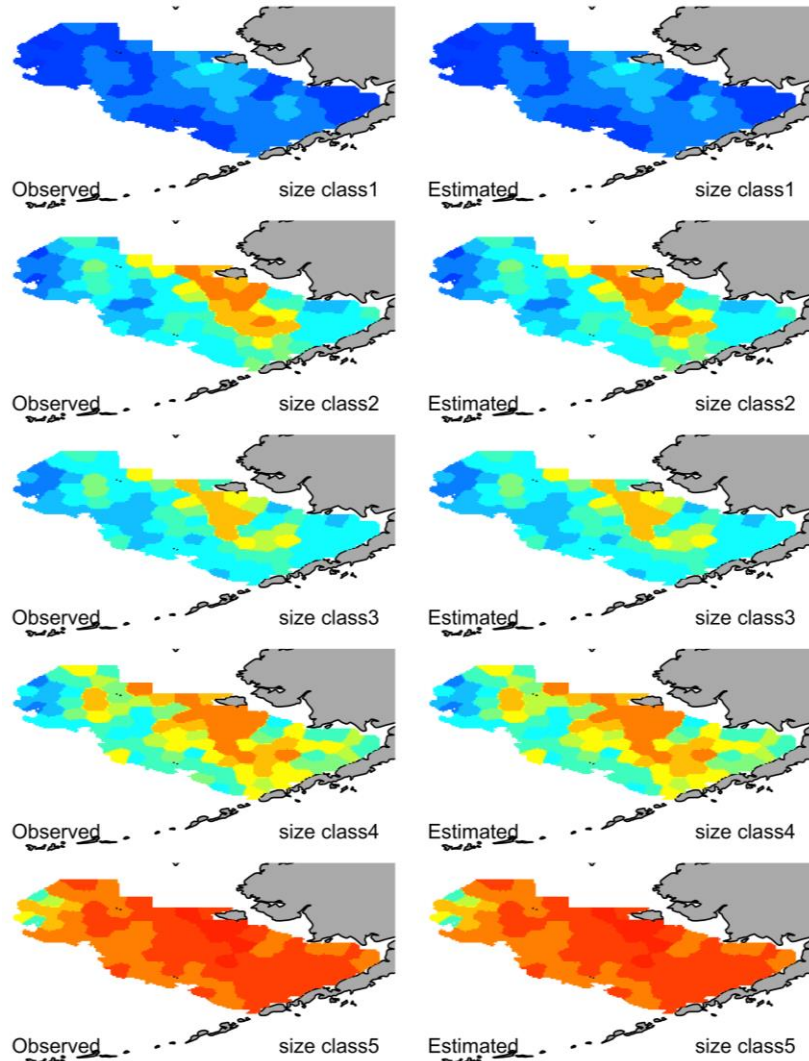 Observed size class1 Estimated size class1
Observed size class2 Estimated size class2
Observed size class3 Estimated size class3
Observed size class4 Estimated size class4
Observed size class5 Estimated size class5